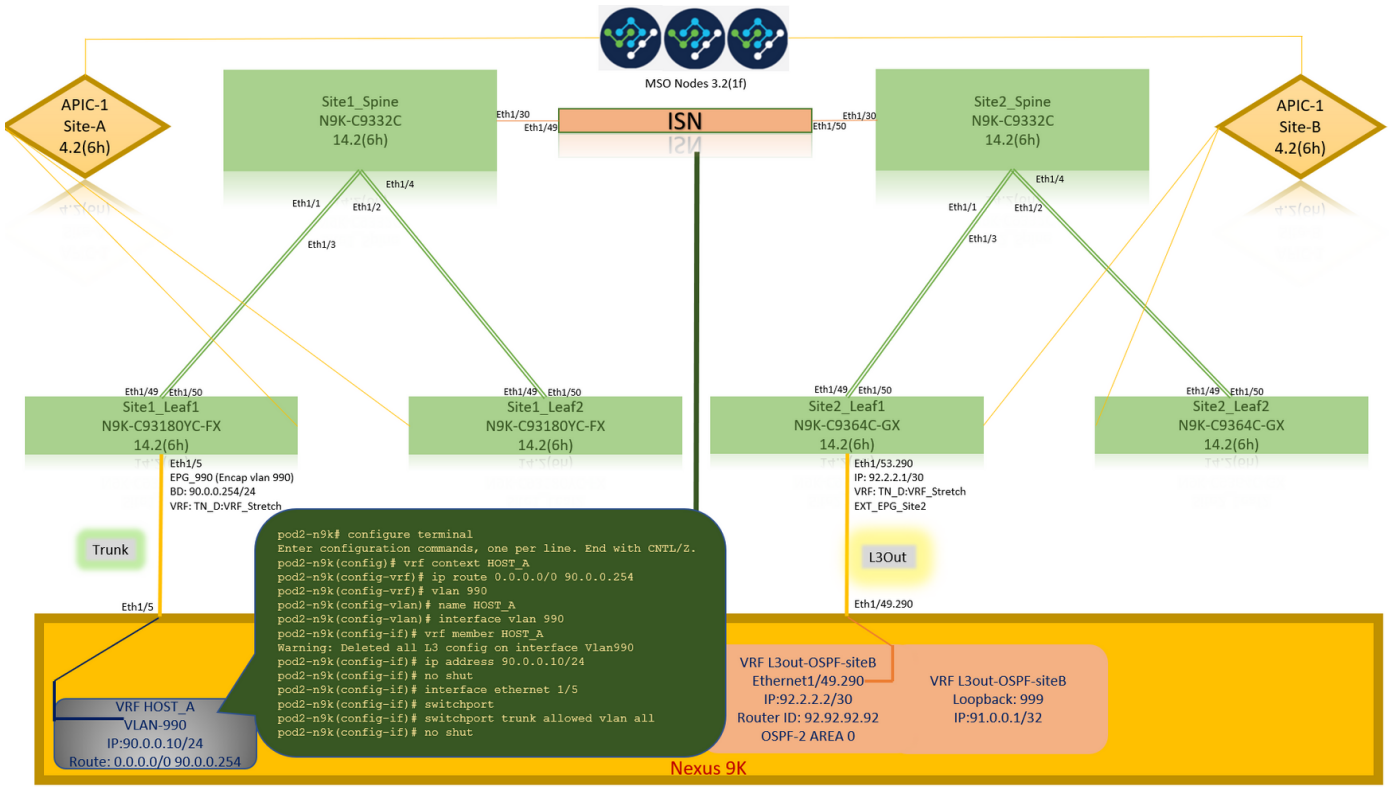 MSO Nodes 3.2(1f)
APIC-1
Site-A
4.2(6h)
Site1_Spine
N9K-C9332C
14.2(6h)
Eth1/30
Eth1/49
ISN
Eth1/30
Eth1/50
Site2_Spine
N9K-C9332C
14.2(6h)
APIC-1
Site-B
4.2(6h)
Eth1/4
Eth1/1
Eth1/2
Eth1/3
Eth1/4
Eth1/1
Eth1/2
Eth1/3
Eth1/49
Eth1/50
Site1_Leaf1
N9K-C93180YC-FX
14.2(6h)
Eth1/49
Eth1/50
Site1_Leaf2
N9K-C93180YC-FX
14.2(6h)
Eth1/49
Eth1/50
Site2_Leaf1
N9K-C9364C-GX
14.2(6h)
Eth1/49
Eth1/50
Site2_Leaf2
N9K-C9364C-GX
14.2(6h)
Eth1/5
EPG_990 (Encap vlan 990)
BD: 90.0.0.254/24
VRF: TN_D:VRF_Stretch
Eth1/53.290
IP: 92.2.2.1/30
VRF: TN_D:VRF_Stretch
EXT_EPG_Site2
Trunk
L3Out
Eth1/5
Eth1/49.290
pod2-n9k# configure terminal
Enter configuration commands, one per line. End with CNTL/Z.
pod2-n9k(config)# vrf context HOST_A
pod2-n9k(config-vrf)# ip route 0.0.0.0/0 90.0.0.254
pod2-n9k(config-vrf)# vlan 990
pod2-n9k(config-vlan)# name HOST_A
pod2-n9k(config-vlan)# interface vlan 990
pod2-n9k(config-if)# vrf member HOST_A
Warning: Deleted all L3 config on interface Vlan990
pod2-n9k(config-if)# ip address 90.0.0.10/24
pod2-n9k(config-if)# no shut
pod2-n9k(config-if)# interface ethernet 1/5
pod2-n9k(config-if)# switchport
pod2-n9k(config-if)# switchport trunk allowed vlan all
pod2-n9k(config-if)# no shut
VRF HOST_A
VLAN-990
IP:90.0.0.10/24
Route: 0.0.0.0/0 90.0.0.254
VRF L3out-OSPF-siteB
Ethernet1/49.290
IP:92.2.2.2/30
Router ID: 92.92.92.92
OSPF-2 AREA 0
VRF L3out-OSPF-siteB
Loopback: 999
IP:91.0.0.1/32
Nexus 9K